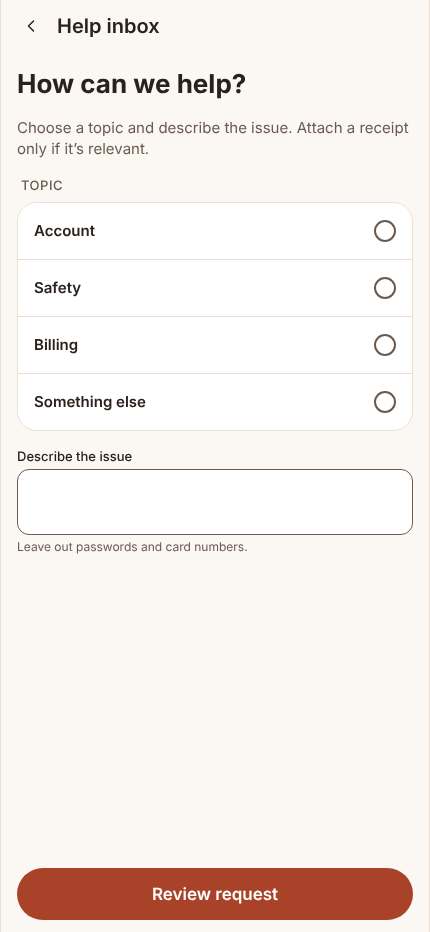 Help inbox
How can we help?
Choose a topic and describe the issue. Attach a receipt
only if it’s relevant.
TOPIC
Account
Safety
Billing
Something else
Describe the issue
Leave out passwords and card numbers.
Review request